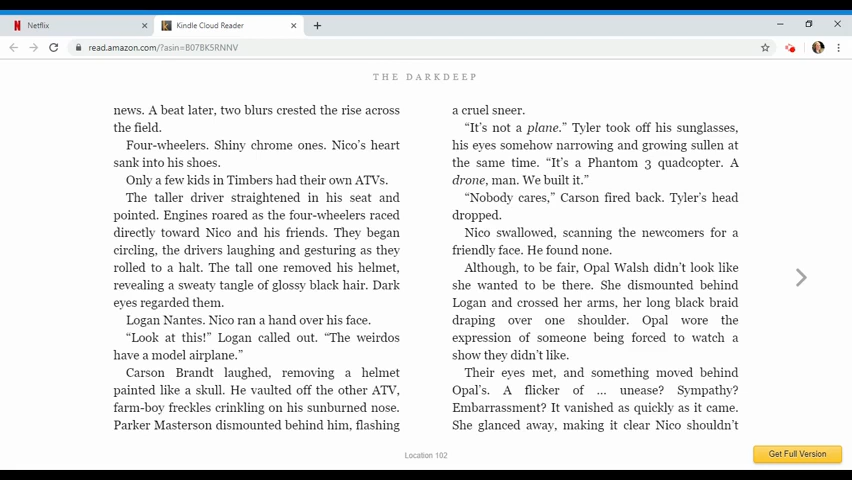 Netflix
Kindle Cloud Reader
read.amazon.com/?asin=B07BK5RNNV
THE DARKDEEP
news. A beat later, two blurs crested the rise across
the field.
Four-wheelers. Shiny chrome ones. Nico's heart
sank into his shoes.
Only a few kids in Timbers had their own ATVs.
The taller driver straightened in his seat and
pointed. Engines roared as the four-wheelers raced
directly toward Nico and his friends. They began
circling, the drivers laughing and gesturing as they
rolled to a halt. The tall one removed his helmet,
revealing a sweaty tangle of glossy black hair. Dark
eyes regarded them.
Logan Nantes. Nico ran a hand over his face.
“Look at this!” Logan called out. “The weirdos
have a model airplane.”
Carson Brandt laughed, removing a helmet
painted like a skull. He vaulted off the other ATV,
farm-boy freckles crinkling on his sunburned nose.
Parker Masterson dismounted behind him, flashing
a cruel sneer.
“It's not a plane.” Tyler took off his sunglasses,
his eyes somehow narrowing and growing sullen at
the same time. “It's a Phantom 3 quadcopter. A
drone, man. We built it.”
“Nobody cares,” Carson fired back. Tyler's head
dropped.
Nico swallowed, scanning the newcomers for a
friendly face. He found none.
Although, to be fair, Opal Walsh didn't look like
she wanted to be there. She dismounted behind
Logan and crossed her arms, her long black braid
draping over one shoulder. Opal wore the
expression of someone being forced to watch a
show they didn't like.
Their eyes met, and something moved behind
Opal's. A flicker of ... unease? Sympathy?
Embarrassment? It vanished as quickly as it came.
She glanced away, making it clear Nico shouldn't
Location 102
Get Full Version